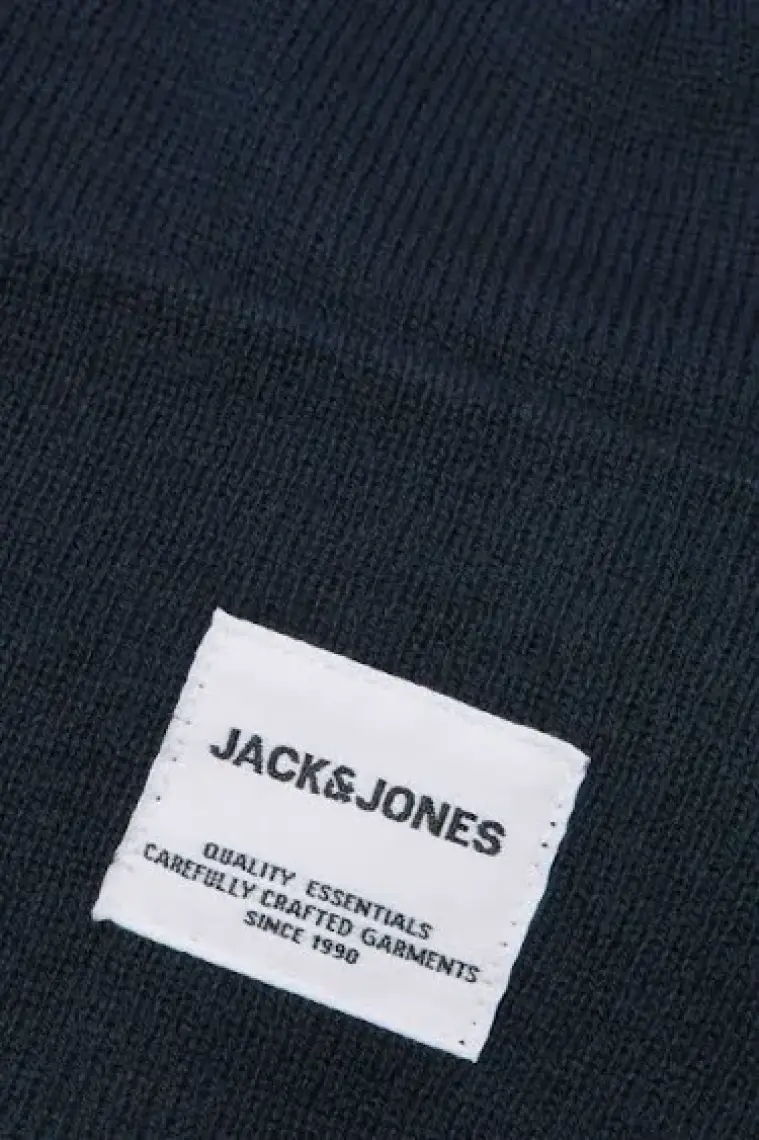 JACK&JONES
QUALITY ESSENTIALS
CAREFULLY CRAFTED GARMENTS
SINCE 1990